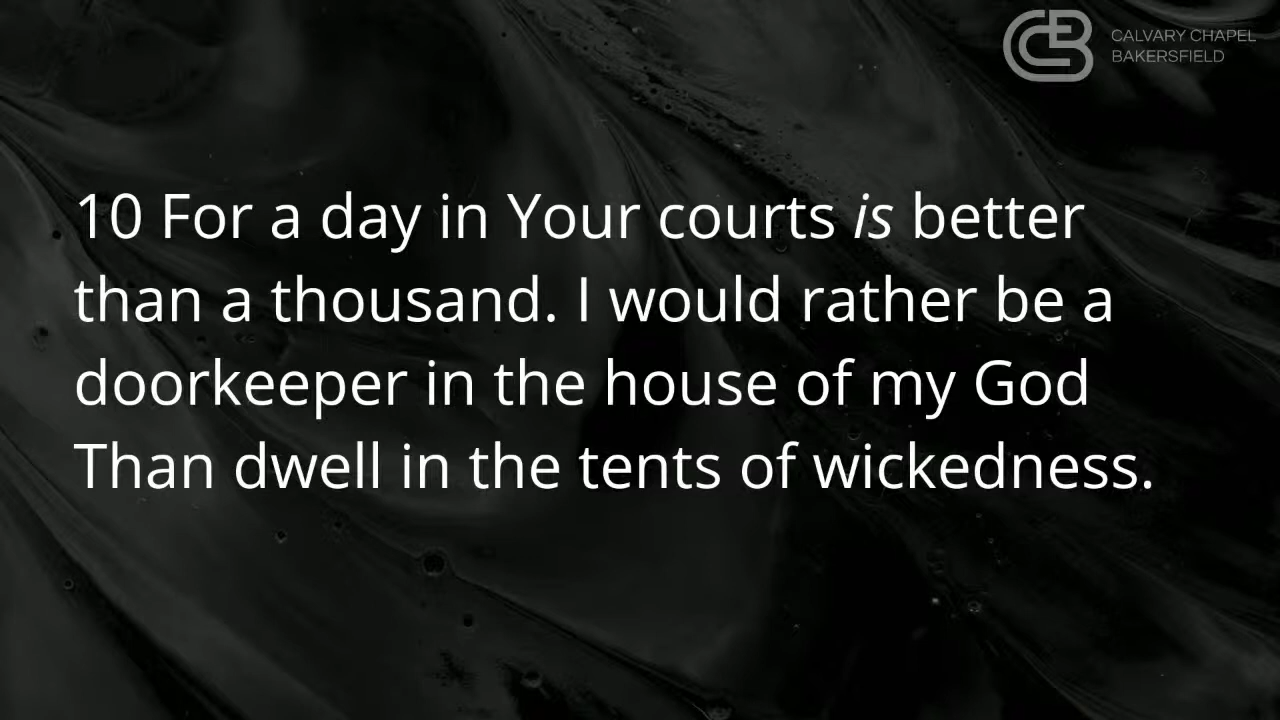 CALVARY CHAPEL
BAKERSFIELD
10 For a day in Your courts is better
than a thousand. I would rather be a
doorkeeper in the house of my God
Than dwell in the tents of wickedness.